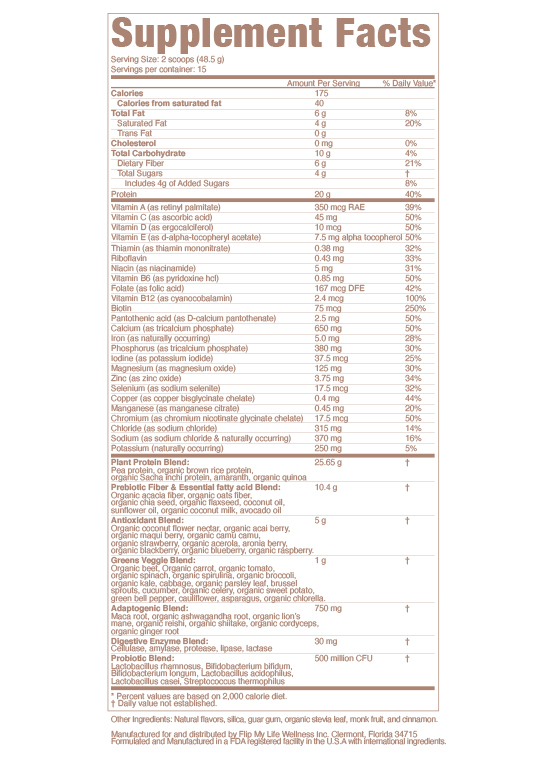 Supplement Facts
Serving Size: 2 scoops (48.5 g)
Servings per container: 15
Amount Per Serving % Daily Value*
Calories 175
Calories from saturated fat 40
Total Fat 6 g 8%
Saturated Fat 4 g 20%
Trans Fat 0 g
Cholesterol 0 mg 0%
Total Carbohydrate 10 g 4%
Dietary Fiber 6 g 21%
Total Sugars 4 g †
Includes 4g of Added Sugars 8%
Protein 20 g 40%
Vitamin A (as retinyl palmitate) 350 mcg RAE 39%
Vitamin C (as ascorbic acid) 45 mg 50%
Vitamin D (as ergocalciferol) 10 mcg 50%
Vitamin E (as d-alpha-tocopheryl acetate) 7.5 mg alpha tocopherol 50%
Thiamin (as thiamin mononitrate) 0.38 mg 32%
Riboflavin 0.43 mg 33%
Niacin (as niacinamide) 5 mg 31%
Vitamin B6 (as pyridoxine hcl) 0.85 mg 50%
Folate (as folic acid) 167 mcg DFE 42%
Vitamin B12 (as cyanocobalamin) 2.4 mcg 100%
Biotin 75 mcg 250%
Pantothenic acid (as D-calcium pantothenate) 2.5 mg 50%
Calcium (as tricalcium phosphate) 650 mg 50%
Iron (as naturally occurring) 5.0 mg 28%
Phosphorus (as tricalcium phosphate) 380 mg 30%
Iodine (as potassium iodide) 37.5 mcg 25%
Magnesium (as magnesium oxide) 125 mg 30%
Zinc (as zinc oxide) 3.75 mg 34%
Selenium (as sodium selenite) 17.5 mcg 32%
Copper (as copper bisglycinate chelate) 0.4 mg 44%
Manganese (as manganese citrate) 0.45 mg 20%
Chromium (as chromium nicotinate glycinate chelate) 17.5 mcg 50%
Chloride (as sodium chloride) 315 mg 14%
Sodium (as sodium chloride & naturally occurring) 370 mg 16%
Potassium (naturally occurring) 250 mg 5%
Plant Protein Blend: 25.65 g †
Pea protein, organic brown rice protein,
organic Sacha inchi protein, amaranth, organic quinoa
Prebiotic Fiber & Essential fatty acid Blend: 10.4 g †
Organic acacia fiber, organic oats fiber,
organic chia seed, organic flaxseed, coconut oil,
sunflower oil, organic coconut milk, avocado oil
Antioxidant Blend: 5 g †
Organic coconut flower nectar, organic acai berry,
organic maqui berry, organic camu camu,
organic strawberry, organic acerola, aronia berry,
organic blackberry, organic blueberry, organic raspberry.
Greens Veggie Blend: 1 g †
Organic beet, Organic carrot, organic tomato,
organic spinach, organic spirulina, organic broccoli,
organic kale, cabbage, organic parsley leaf, brussel
sprouts, cucumber, organic celery, organic sweet potato,
green bell pepper, cauliflower, asparagus, organic chlorella.
Adaptogenic Blend: 750 mg †
Maca root, organic ashwagandha root, organic lion's
mane, organic reishi, organic shiitake, organic cordyceps,
organic ginger root
Digestive Enzyme Blend: 30 mg †
Cellulase, amylase, protease, lipase, lactase
Probiotic Blend: 500 million CFU †
Lactobacillus rhamnosus, Bifidobacterium bifidum,
Bifidobacterium longum, Lactobacillus acidophilus,
Lactobacillus casei, Streptococcus thermophilus
* Percent values are based on 2,000 calorie diet.
† Daily value not established.
Other Ingredients: Natural flavors, silica, guar gum, organic stevia leaf, monk fruit, and cinnamon.
Manufactured for and distributed by Flip My Life Wellness Inc. Clermont, Florida 34715
Formulated and Manufactured in a FDA registered facility in the U.S.A with international ingredients.